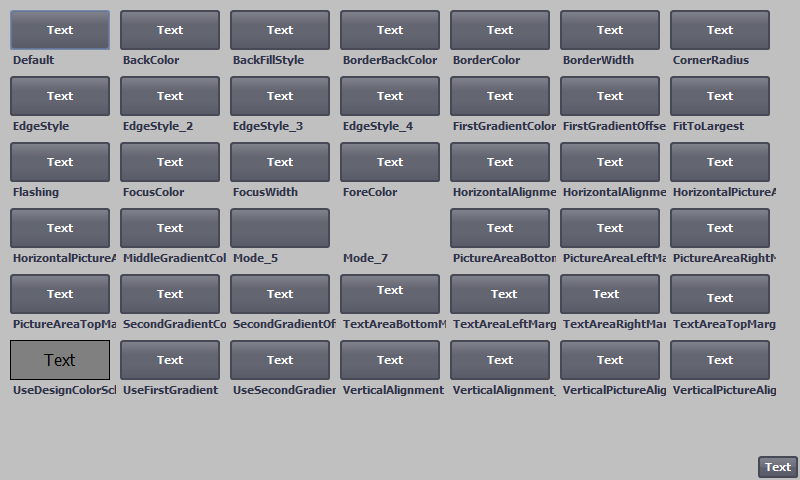 Text Text Text Text Text Text Text
Default BackColor BackFillStyle BorderBackColor BorderColor BorderWidth CornerRadius
Text Text Text Text Text Text Text
EdgeStyle EdgeStyle_2 EdgeStyle_3 EdgeStyle_4 FirstGradientColor FirstGradientOffse FitToLargest
Text Text Text Text Text Text Text
Flashing FocusColor FocusWidth ForeColor HorizontalAlignme HorizontalAlignme HorizontalPictureA
Text Text Text Text Text Text
HorizontalPictureA MiddleGradientCol Mode_5 Mode_7 PictureAreaBottom PictureAreaLeftMa PictureAreaRightM
Text Text Text Text Text Text Text
PictureAreaTopMa SecondGradientCo SecondGradientOf TextAreaBottomM TextAreaLeftMarg TextAreaRightMar TextAreaTopMarg
Text Text Text Text Text Text Text
UseDesignColorSch UseFirstGradient UseSecondGradien VerticalAlignment VerticalAlignment_ VerticalPictureAlig VerticalPictureAlig
Text